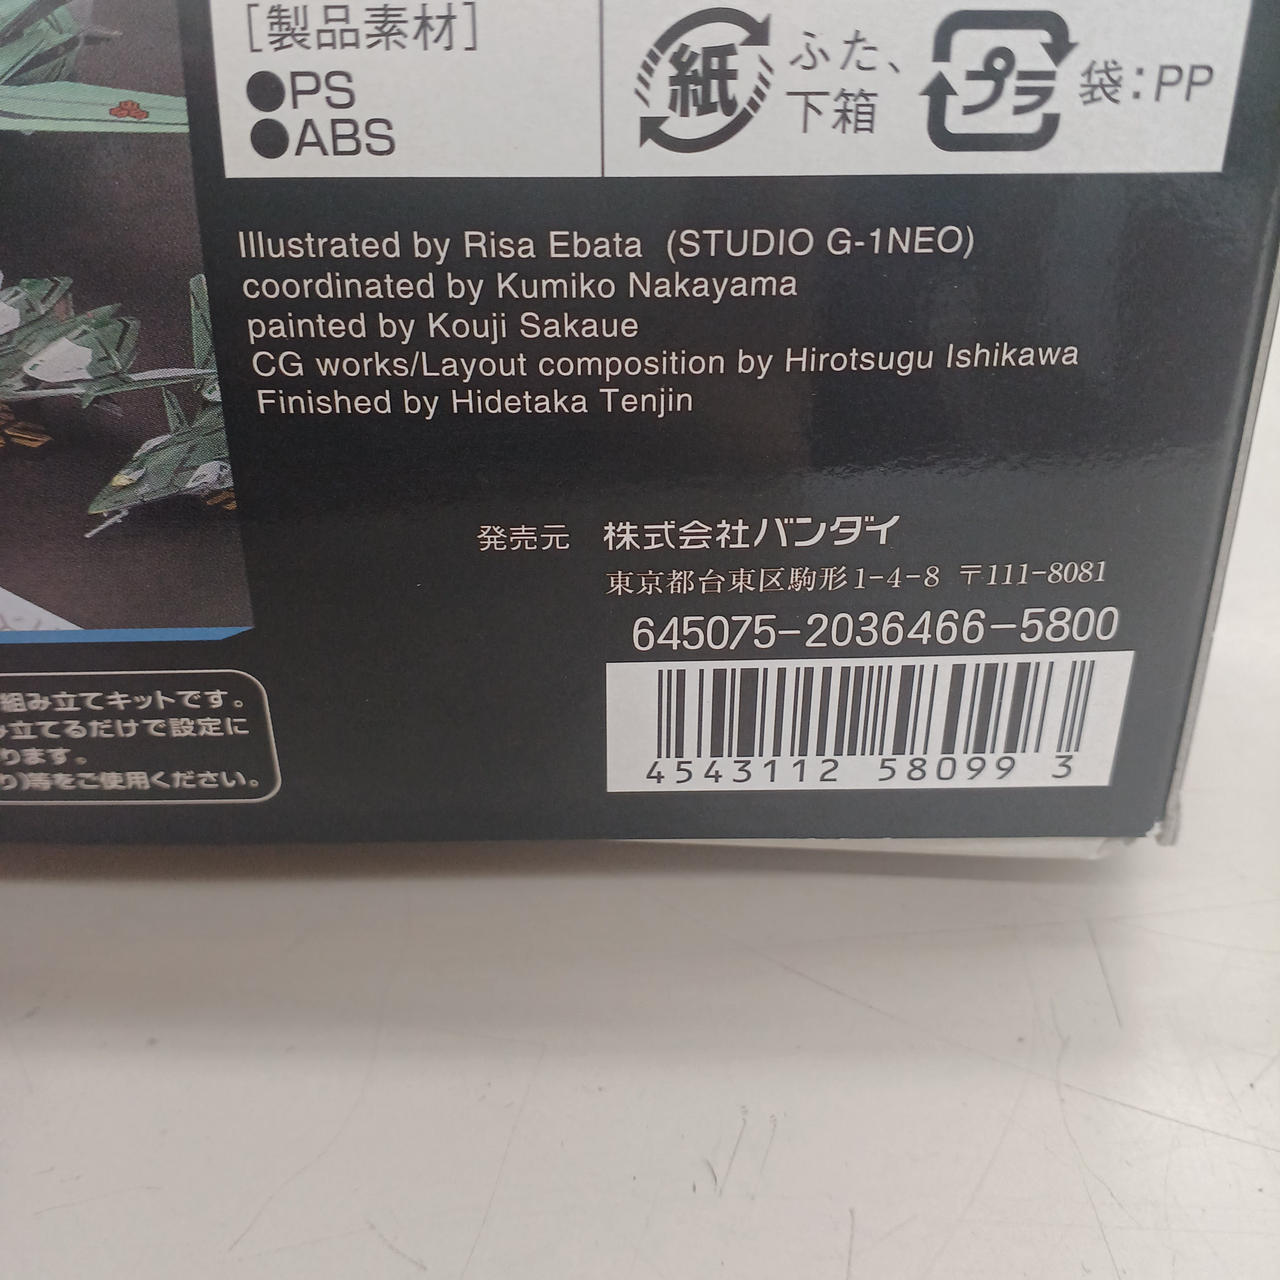 [製品素材]
●PS
●ABS
紙
ふた、
下箱
プラ
袋:PP
Illustrated by Risa Ebata (STUDIO G-1NEO)
coordinated by Kumiko Nakayama
painted by Kouji Sakaue
CG works/Layout composition by Hirotsugu Ishikawa
Finished by Hidetaka Tenjin
発売元 株式会社バンダイ
東京都台東区駒形1-4-8 〒111-8081
645075-2036466-5800
4543112 58099 3
組み立てキットです。
み立てるだけで設定に
ります。
り)等をご使用ください。